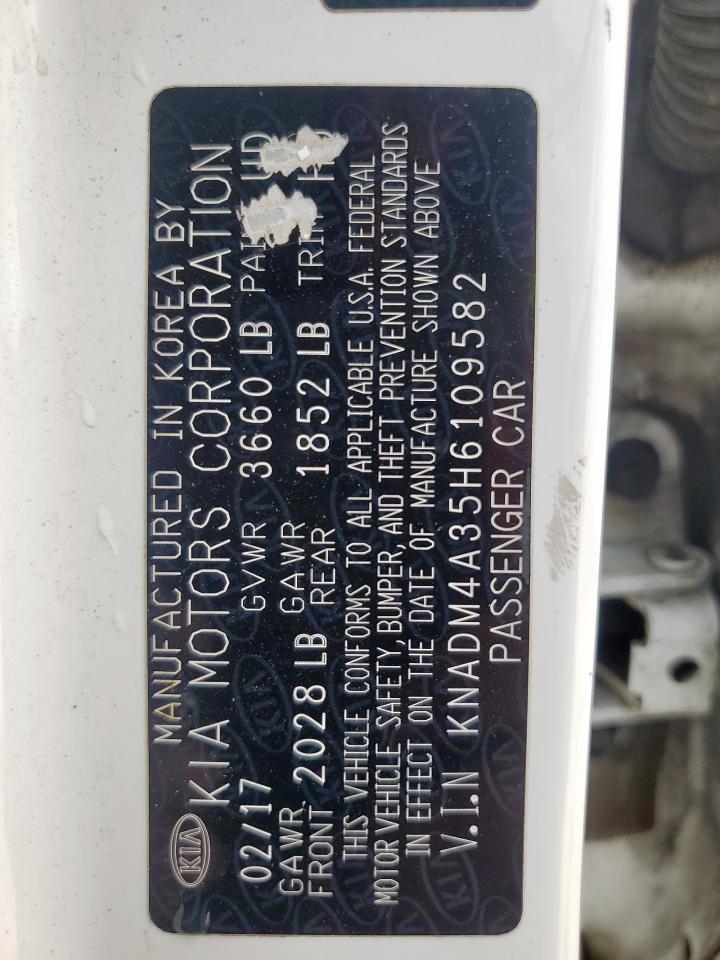 MANUFACTURED IN KOREA BY
KIA KIA MOTORS CORPORATION
02/17 GVWR 3660 LB HD
GAWR FRONT 2028 LB GAWR REAR 1852 LB
THIS VEHICLE CONFORMS TO ALL APPLICABLE U.S.A. FEDERAL
MOTOR VEHICLE SAFETY, BUMPER, AND THEFT PREVENTION STANDARDS
IN EFFECT ON THE DATE OF MANUFACTURE SHOWN ABOVE
V.I.N KNADM4A35H6109582
PASSENGER CAR